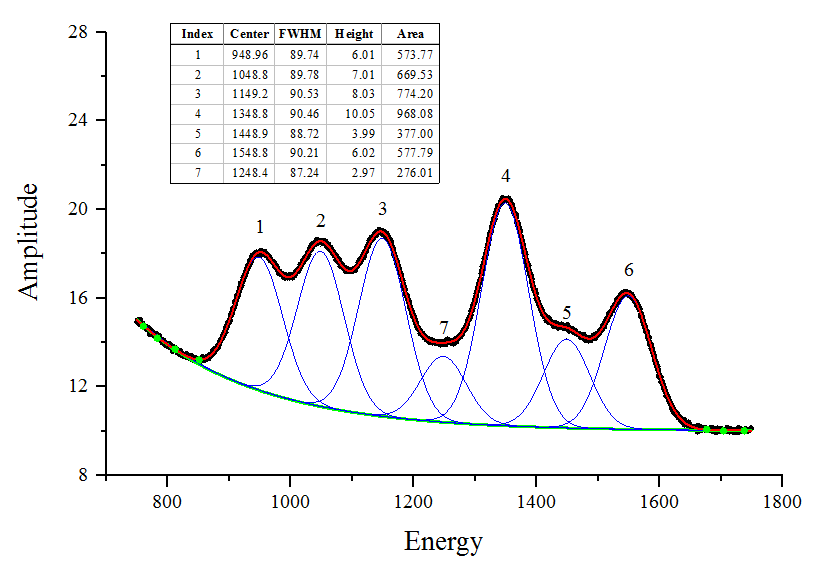 28
24
20
16
12
8
Amplitude
Index Center FWHM Height Area
1 948.96 89.74 6.01 573.77
2 1048.8 89.78 7.01 669.53
3 1149.2 90.53 8.03 774.20
4 1348.8 90.46 10.05 968.08
5 1448.9 88.72 3.99 377.00
6 1548.8 90.21 6.02 577.79
7 1248.4 87.24 2.97 276.01
1 2 3 7 4 5 6
800 1000 1200 1400 1600 1800
Energy